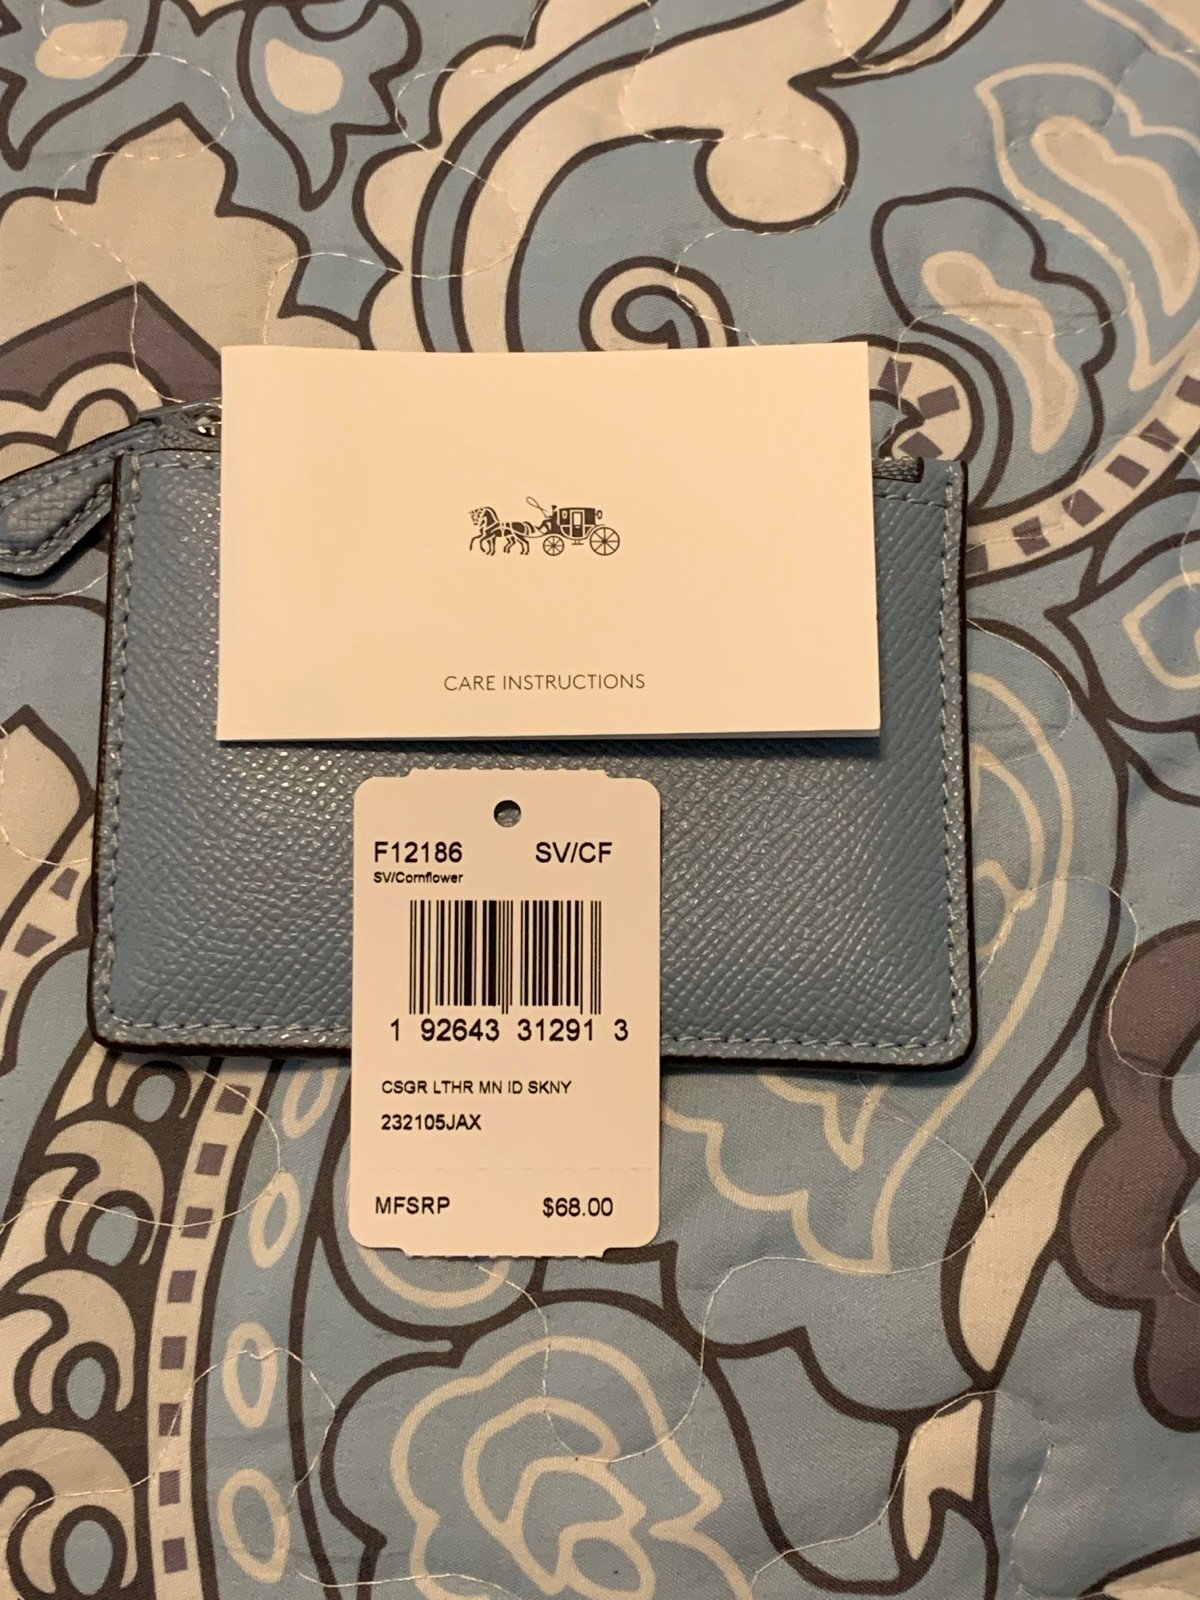 CARE INSTRUCTIONS
F12186 SV/CF
SV/Cornflower
1 92643 31291 3
CSGR LTHR MN ID SKNY
232105JAX
MFSRP $68.00